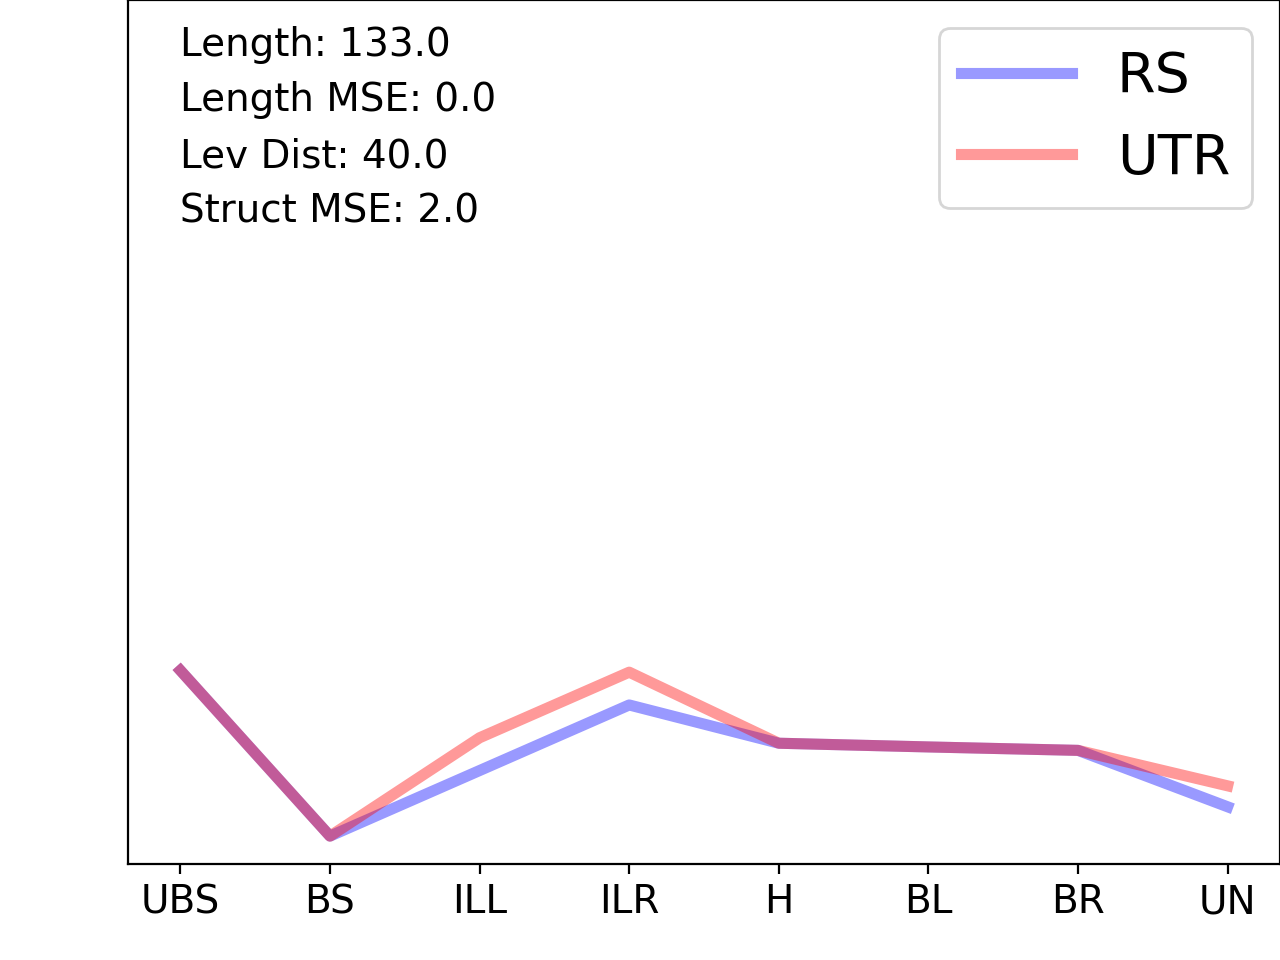 Length: 133.0
Length MSE: 0.0
Lev Dist: 40.0
Struct MSE: 2.0
RS
UTR
UBS BS ILL ILR H BL BR UN